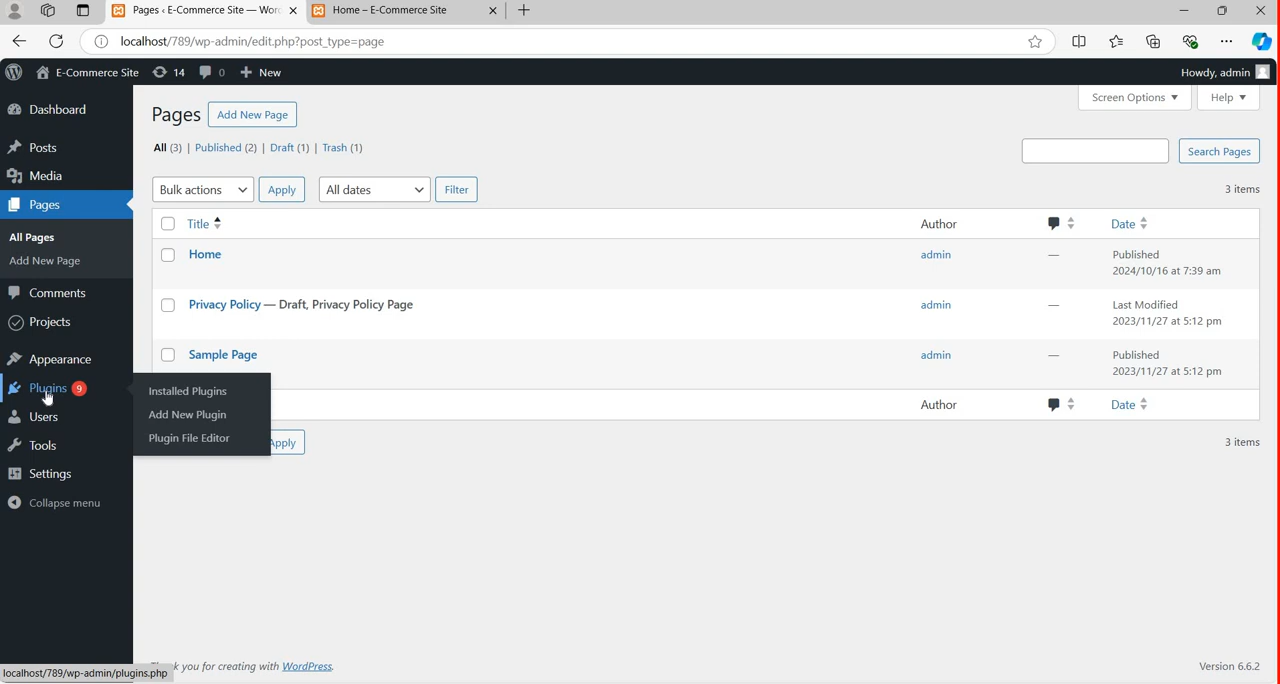 Pages ‹ E-Commerce Site — Wor
Home – E-Commerce Site
localhost/789/wp-admin/edit.php?post_type=page
E-Commerce Site
14
0
New
Howdy, admin
Dashboard
Posts
Media
Pages
All Pages
Add New Page
Comments
Projects
Appearance
Plugins 9
Users
Tools
Settings
Collapse menu
Installed Plugins
Add New Plugin
Plugin File Editor
Screen Options
Help
Pages
Add New Page
All (3) | Published (2) | Draft (1) | Trash (1)
Search Pages
Bulk actions
Apply
All dates
Filter
3 items
Title
Author
Date
Home
admin
—
Published
2024/10/16 at 7:39 am
Privacy Policy — Draft, Privacy Policy Page
admin
—
Last Modified
2023/11/27 at 5:12 pm
Sample Page
admin
—
Published
2023/11/27 at 5:12 pm
Author
Date
Apply
3 items
you for creating with WordPress.
Version 6.6.2
localhost/789/wp-admin/plugins.php